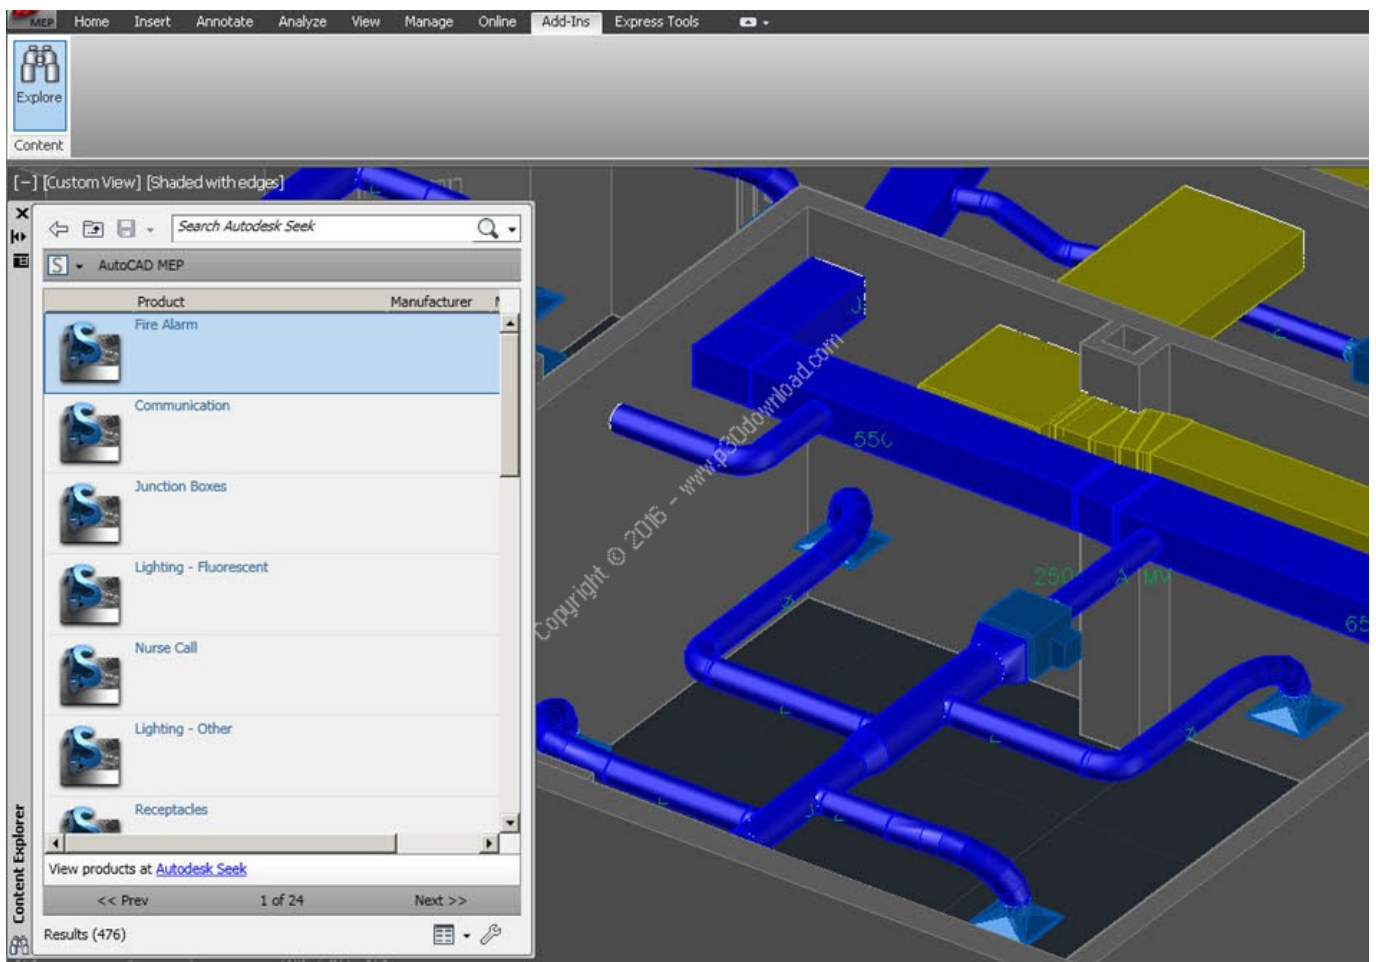 MEP Home Insert Annotate Analyze View Manage Online Add-Ins Express Tools
Explore
Content
[−] [Custom View] [Shaded with edges]
Search Autodesk Seek
S AutoCAD MEP
Product Manufacturer
Fire Alarm
Communication
Junction Boxes
Lighting - Fluorescent
Nurse Call
Lighting - Other
Receptacles
View products at Autodesk Seek
<< Prev 1 of 24 Next >>
Results (476)
Content Explorer
Copyright © 2016 - www.p30download.com
550
250 A MV
65